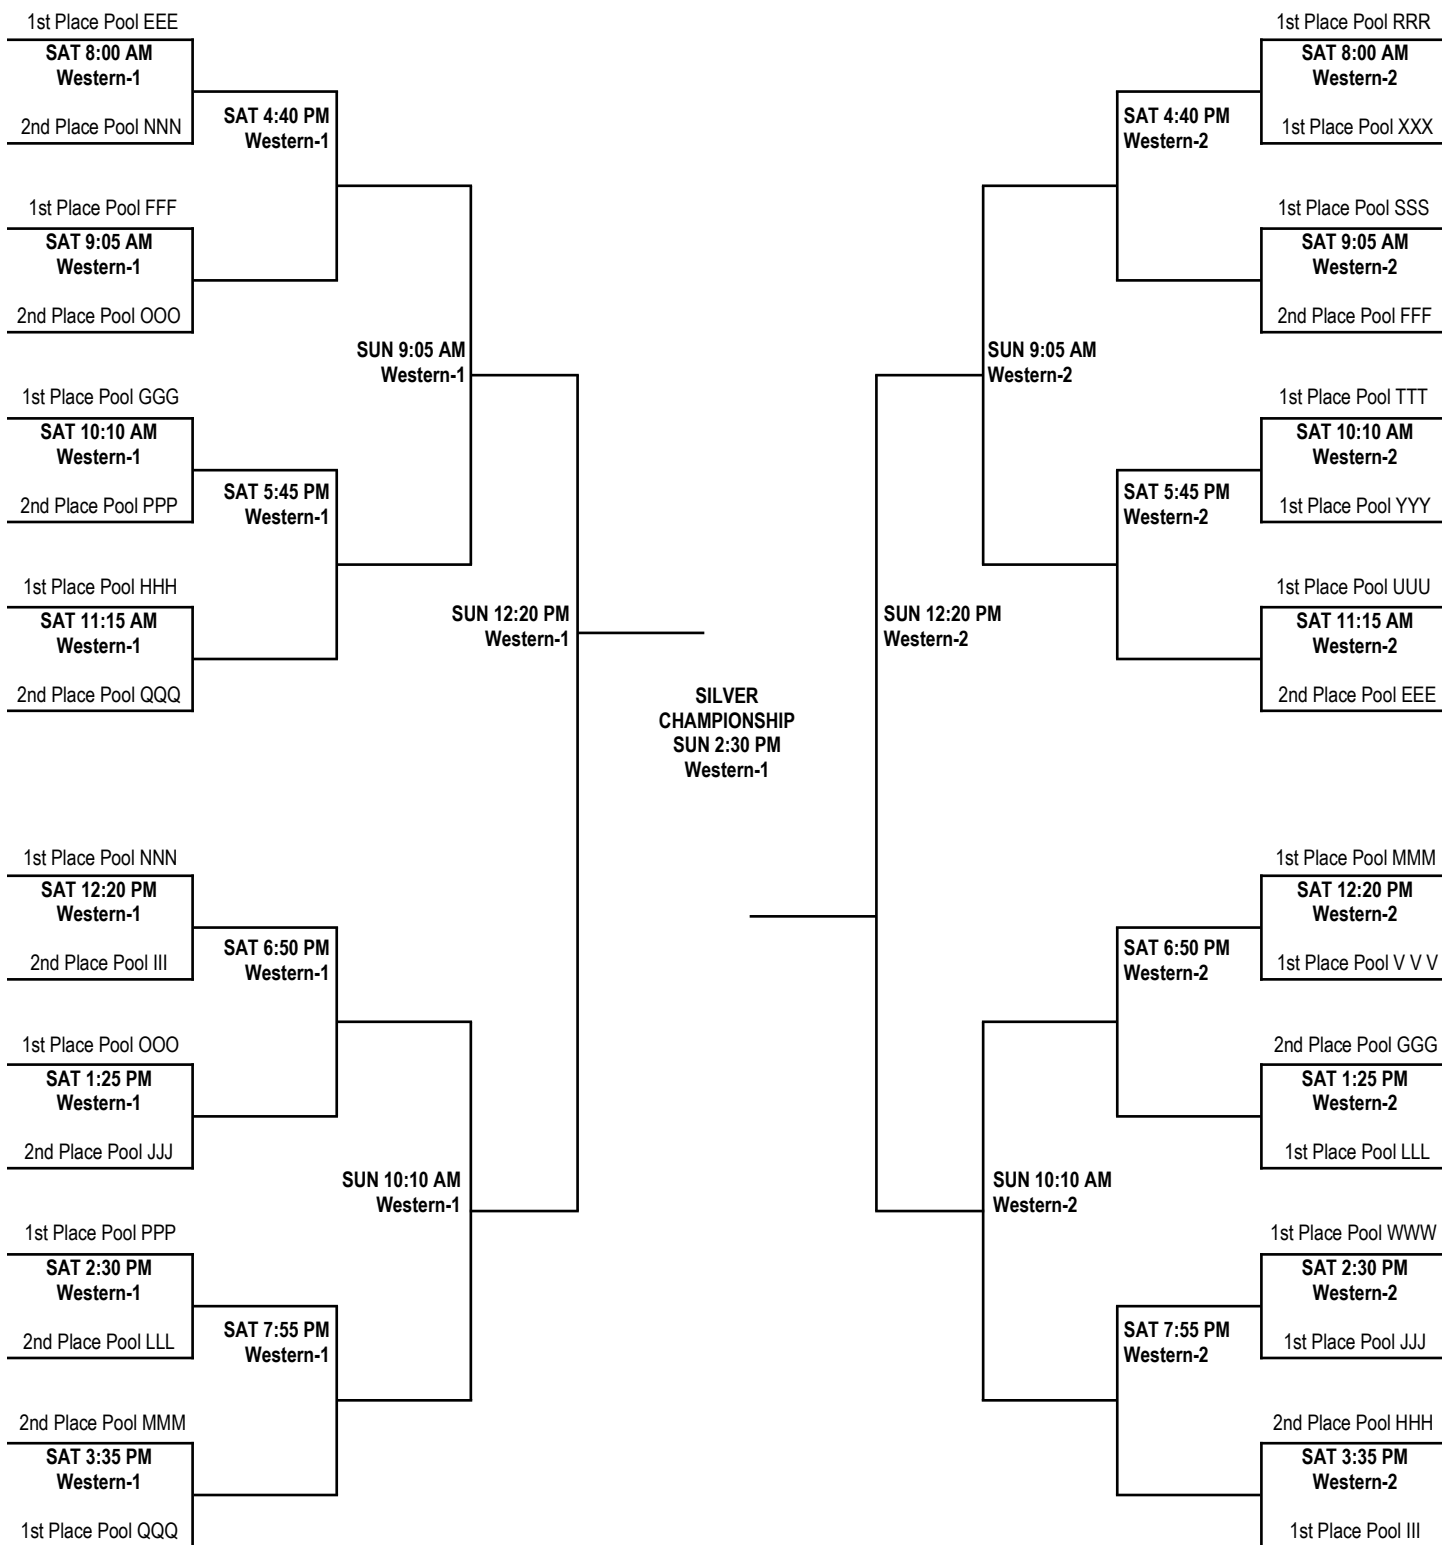 1st Place Pool EEE
SAT 8:00 AM
Western-1
2nd Place Pool NNN
SAT 4:40 PM
Western-1
1st Place Pool FFF
SAT 9:05 AM
Western-1
2nd Place Pool OOO
SUN 9:05 AM
Western-1
1st Place Pool GGG
SAT 10:10 AM
Western-1
2nd Place Pool PPP
SAT 5:45 PM
Western-1
1st Place Pool HHH
SAT 11:15 AM
Western-1
2nd Place Pool QQQ
SUN 12:20 PM
Western-1
1st Place Pool NNN
SAT 12:20 PM
Western-1
2nd Place Pool III
SAT 6:50 PM
Western-1
1st Place Pool OOO
SAT 1:25 PM
Western-1
2nd Place Pool JJJ
SUN 10:10 AM
Western-1
1st Place Pool PPP
SAT 2:30 PM
Western-1
2nd Place Pool LLL
SAT 7:55 PM
Western-1
2nd Place Pool MMM
SAT 3:35 PM
Western-1
1st Place Pool QQQ
SILVER
CHAMPIONSHIP
SUN 2:30 PM
Western-1
1st Place Pool RRR
SAT 8:00 AM
Western-2
1st Place Pool XXX
SAT 4:40 PM
Western-2
1st Place Pool SSS
SAT 9:05 AM
Western-2
2nd Place Pool FFF
SUN 9:05 AM
Western-2
1st Place Pool TTT
SAT 10:10 AM
Western-2
1st Place Pool YYY
SAT 5:45 PM
Western-2
1st Place Pool UUU
SAT 11:15 AM
Western-2
2nd Place Pool EEE
SUN 12:20 PM
Western-2
1st Place Pool MMM
SAT 12:20 PM
Western-2
1st Place Pool V V V
SAT 6:50 PM
Western-2
2nd Place Pool GGG
SAT 1:25 PM
Western-2
1st Place Pool LLL
SUN 10:10 AM
Western-2
1st Place Pool WWW
SAT 2:30 PM
Western-2
1st Place Pool JJJ
SAT 7:55 PM
Western-2
2nd Place Pool HHH
SAT 3:35 PM
Western-2
1st Place Pool III